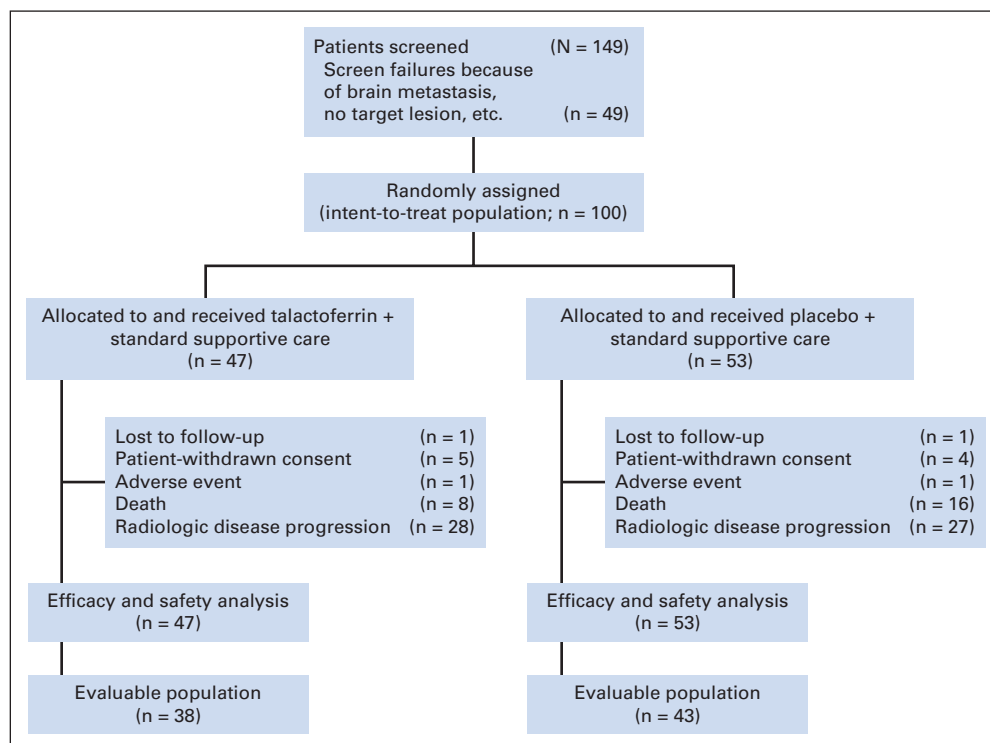 Patients screened (N = 149)
Screen failures because
of brain metastasis,
no target lesion, etc. (n = 49)
Randomly assigned
(intent-to-treat population; n = 100)
Allocated to and received talactoferrin +
standard supportive care
(n = 47)
Lost to follow-up (n = 1)
Patient-withdrawn consent (n = 5)
Adverse event (n = 1)
Death (n = 8)
Radiologic disease progression (n = 28)
Efficacy and safety analysis
(n = 47)
Evaluable population
(n = 38)
Allocated to and received placebo +
standard supportive care
(n = 53)
Lost to follow-up (n = 1)
Patient-withdrawn consent (n = 4)
Adverse event (n = 1)
Death (n = 16)
Radiologic disease progression (n = 27)
Efficacy and safety analysis
(n = 53)
Evaluable population
(n = 43)